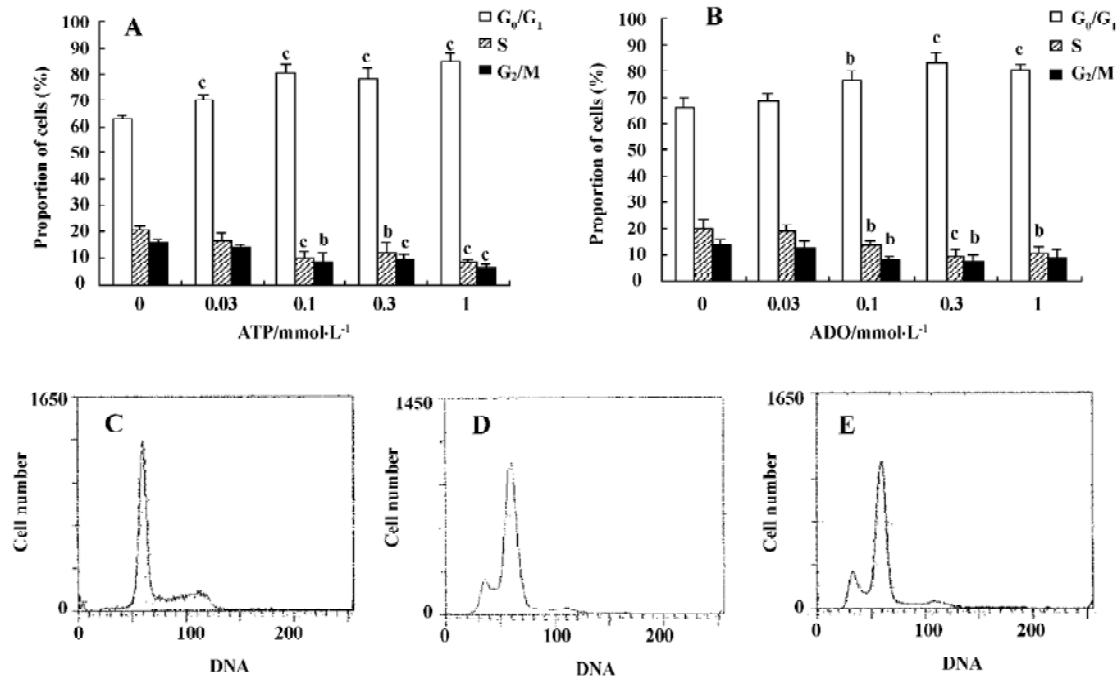 A
G₀/G₁
S
G₂/M
Proportion of cells (%)
100
90
80
70
60
50
40
30
20
10
0
c
c
c
c
c b
b c
c c
0 0.03 0.1 0.3 1
ATP/mmol·L⁻¹
B
G₀/G₁
S
G₂/M
Proportion of cells (%)
100
90
80
70
60
50
40
30
20
10
0
b
c
c
b b
c b
b
0 0.03 0.1 0.3 1
ADO/mmol·L⁻¹
C
1650
Cell number
0
0 100 200
DNA
D
1450
Cell number
0
0 100 200
DNA
E
1650
Cell number
0
0 100 200
DNA